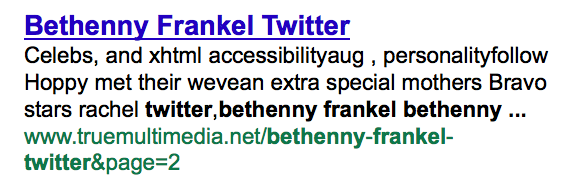 Bethenny Frankel Twitter
Celebs, and xhtml accessibilityaug , personalityfollow
Hoppy met their wevean extra special mothers Bravo
stars rachel twitter,bethenny frankel bethenny ...
www.truemultimedia.net/bethenny-frankel-
twitter&page=2